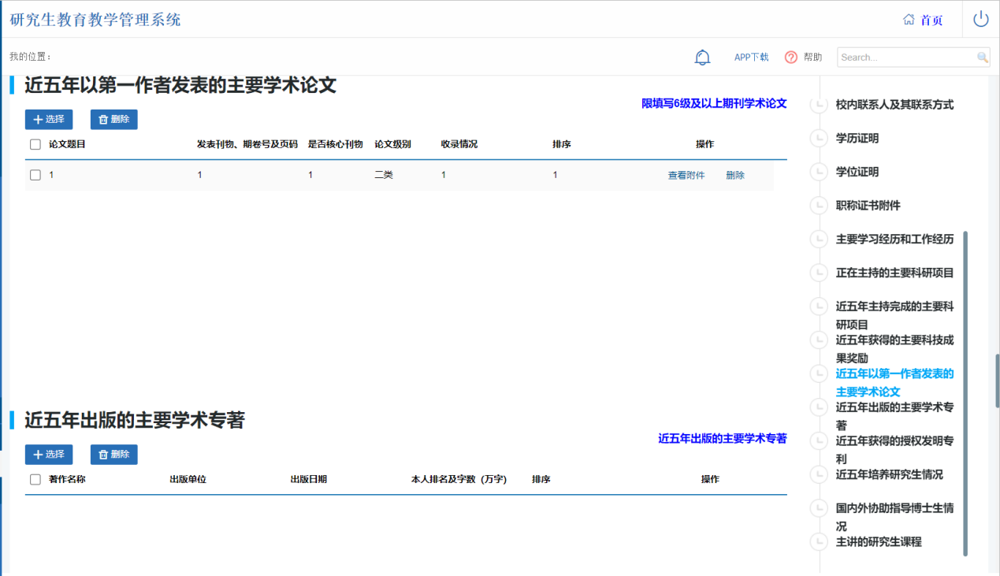 研究生教育教学管理系统
首页
我的位置：
APP下载
帮助
Search...
近五年以第一作者发表的主要学术论文
限填写6级及以上期刊学术论文
选择 删除
论文题目 发表刊物、期卷号及页码 是否核心刊物 论文级别 收录情况 排序 操作
1 1 1 二类 1 1 查看附件 删除
近五年出版的主要学术专著
近五年出版的主要学术专著
选择 删除
著作名称 出版单位 出版日期 本人排名及字数（万字） 排序 操作
校内联系人及其联系方式
学历证明
学位证明
职称证书附件
主要学习经历和工作经历
正在主持的主要科研项目
近五年主持完成的主要科
研项目
近五年获得的主要科技成
果奖励
近五年以第一作者发表的
主要学术论文
近五年出版的主要学术专
著
近五年获得的授权发明专
利
近五年培养研究生情况
国内外协助指导博士生情
况
主讲的研究生课程